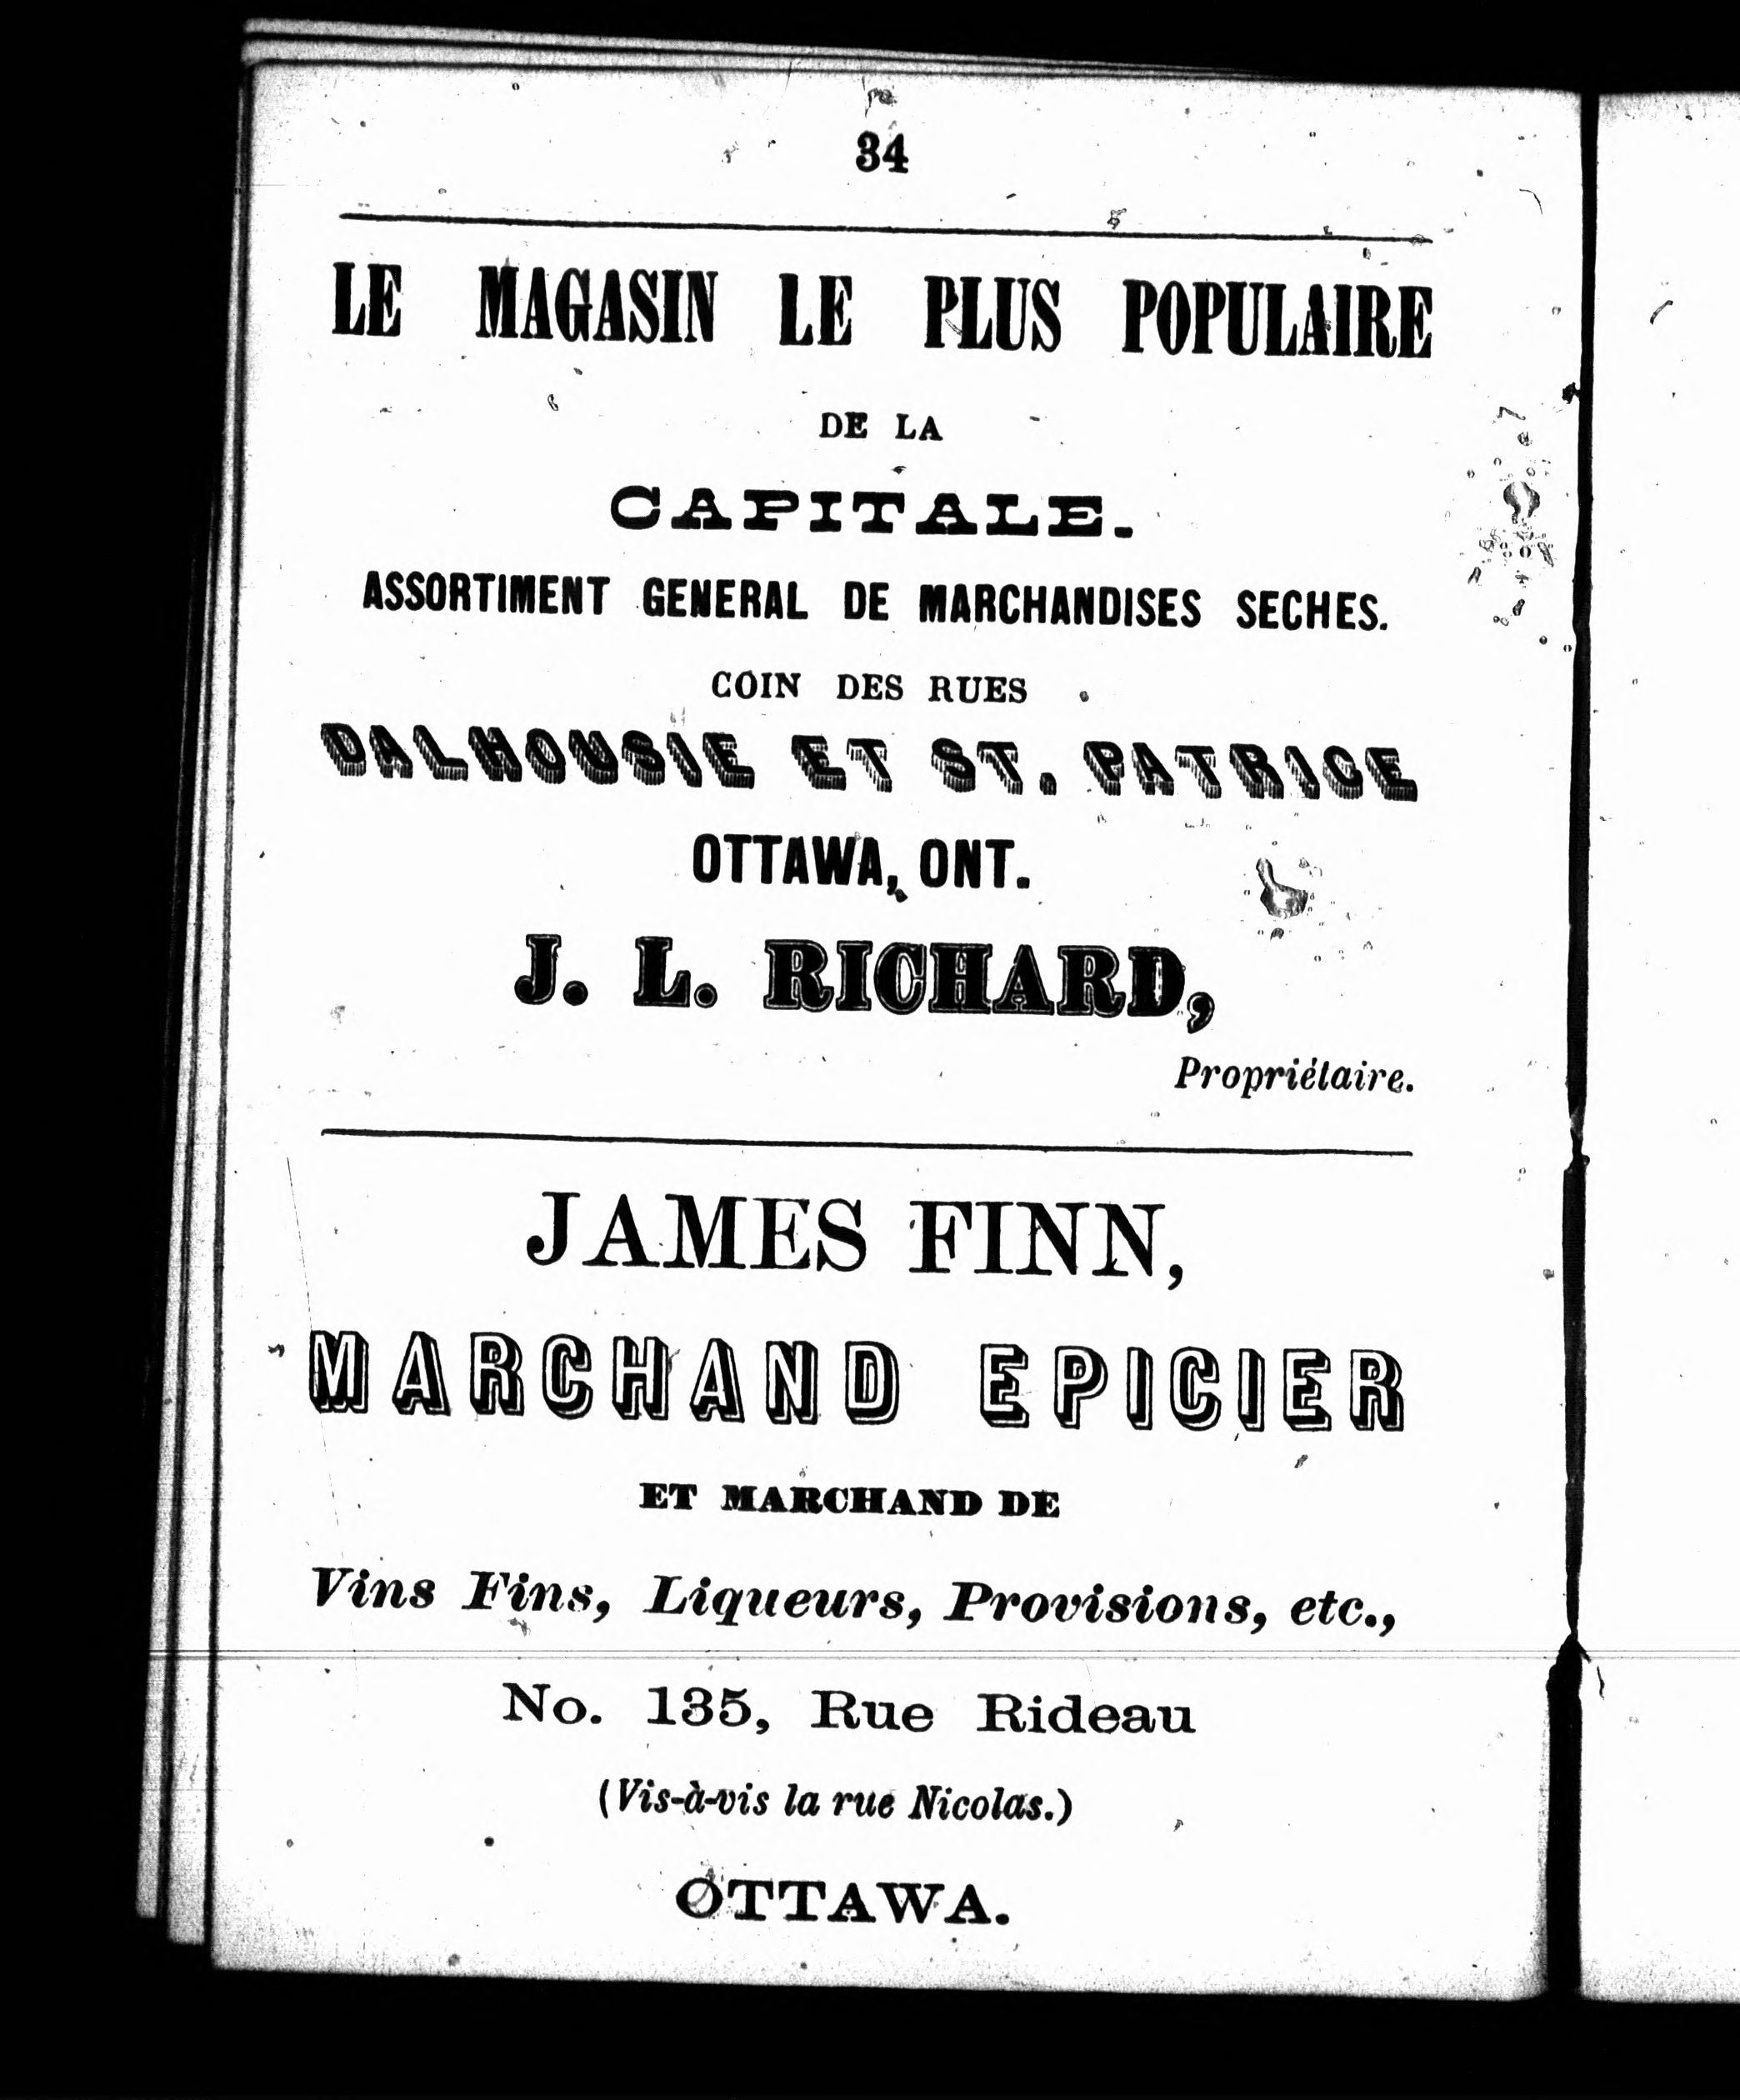 34
LE MAGASIN LE PLUS POPULAIRE
DE LA
CAPITALE.
ASSORTIMENT GENERAL DE MARCHANDISES SECHES.
COIN DES RUES
DALHOUSIE ET ST. PATRICE
OTTAWA, ONT.
J. L. RICHARD,
Propriétaire.
JAMES FINN,
MARCHAND EPICIER
ET MARCHAND DE
Vins Fins, Liqueurs, Provisions, etc.,
No. 135, Rue Rideau
(Vis-à-vis la rue Nicolas.)
OTTAWA.